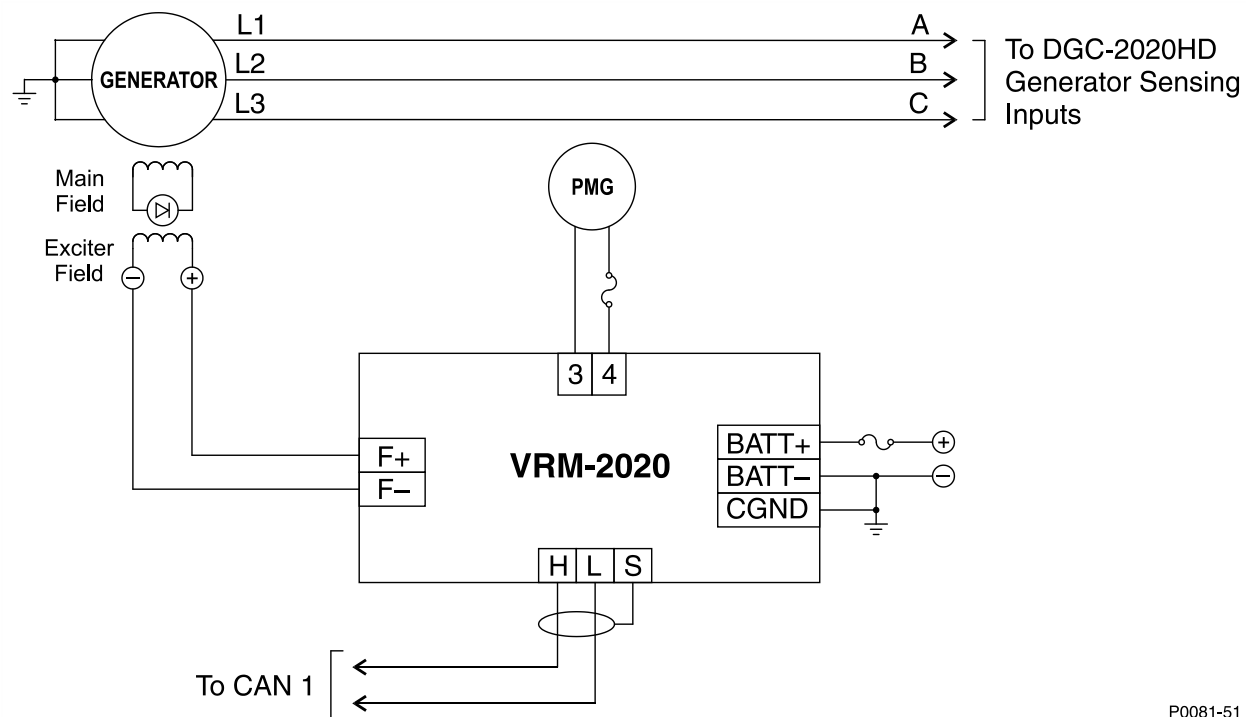 L1
A
L2
B
L3
C
GENERATOR
To DGC-2020HD
Generator Sensing
Inputs
Main
Field
Exciter
Field
− +
PMG
3 4
F+
F−
VRM-2020
BATT+
BATT−
CGND
+
−
H L S
To CAN 1
P0081-51